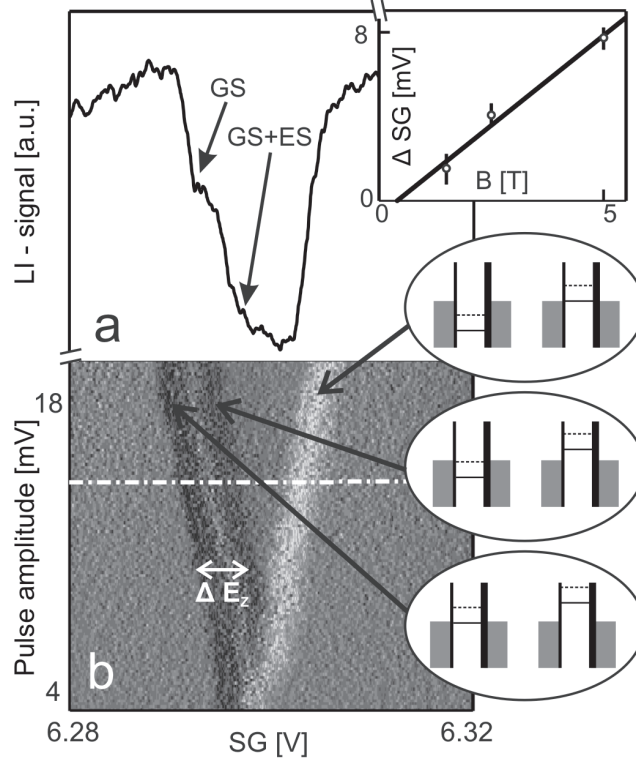 LI - signal [a.u.]
GS
GS+ES
a
8
Δ SG [mV]
0
B [T]
0
5
18
Pulse amplitude [mV]
Δ E_z
b
4
6.28
SG [V]
6.32